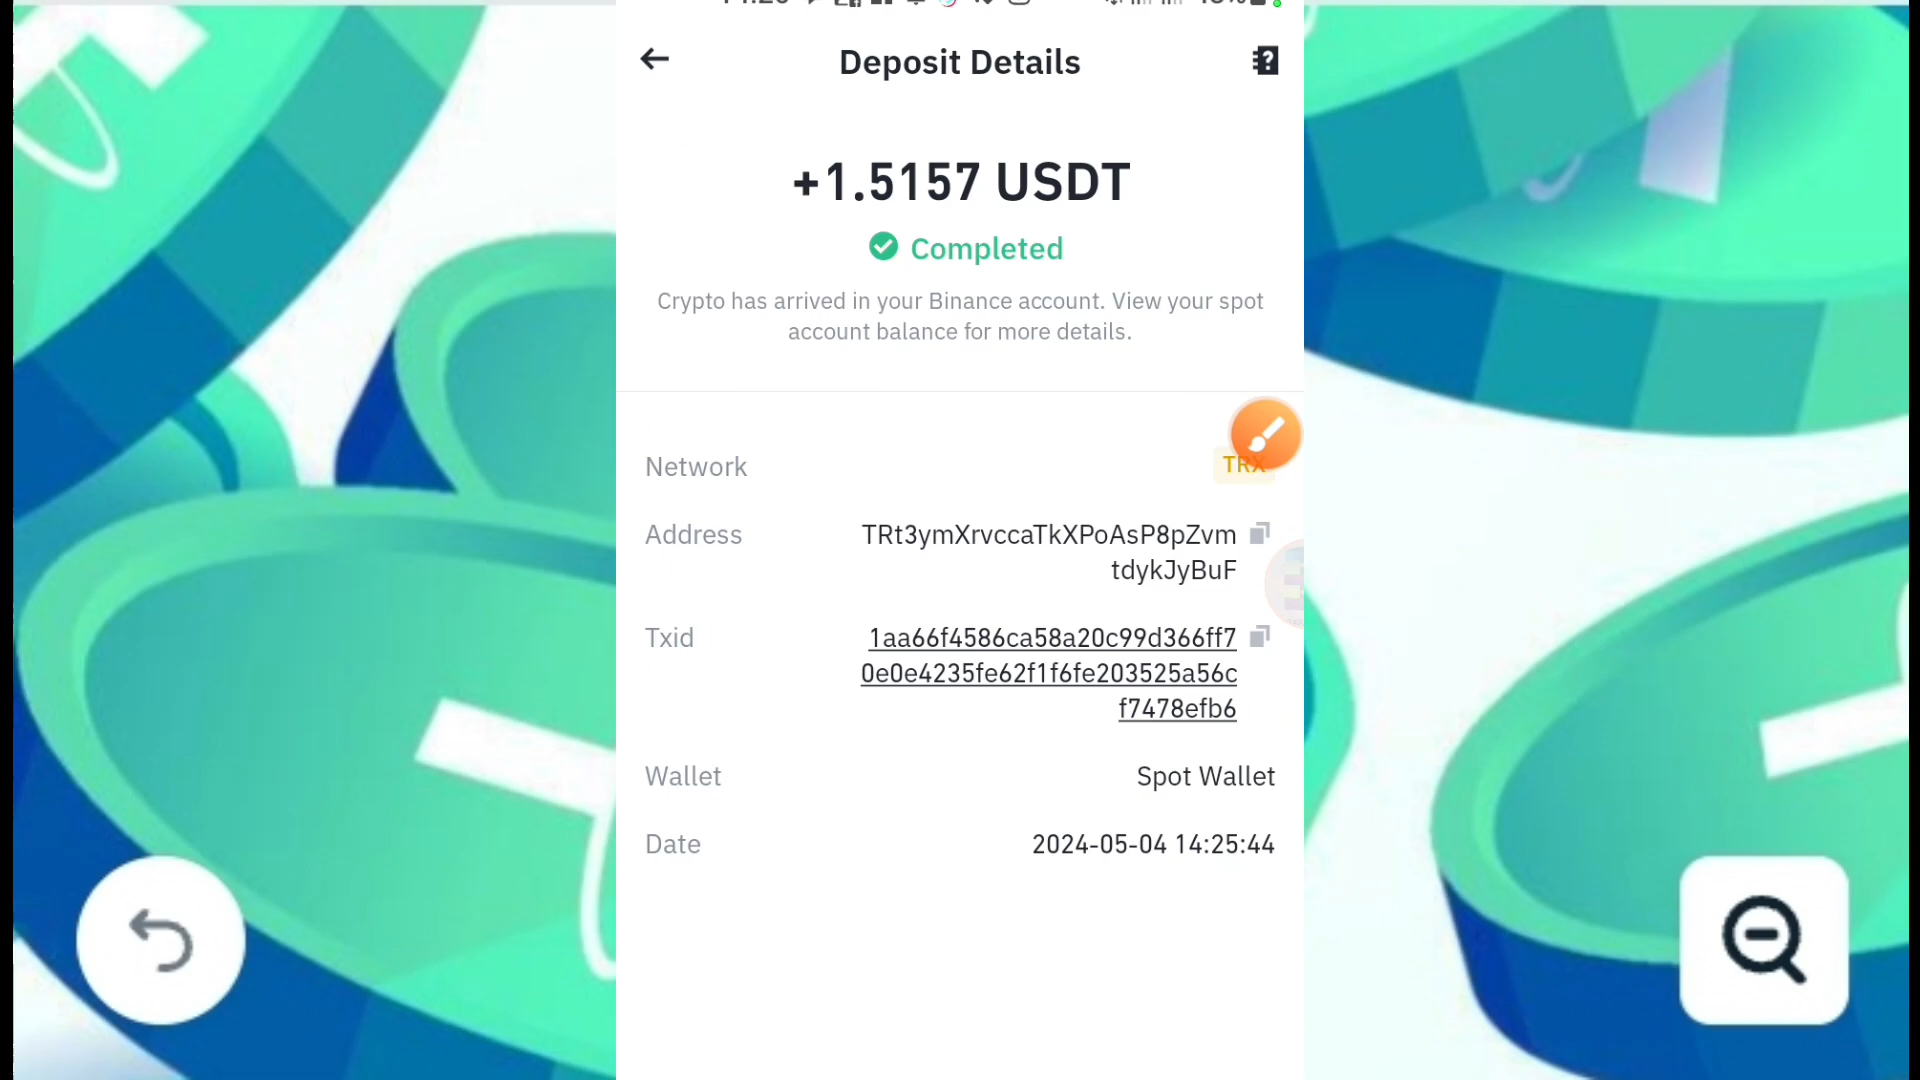 Deposit Details
+1.5157 USDT
Completed
Crypto has arrived in your Binance account. View your spot
account balance for more details.
Network TRX
Address TRt3ymXrvccaTkXPoAsP8pZvm
tdykJyBuF
Txid 1aa66f4586ca58a20c99d366ff7
0e0e4235fe62f1f6fe203525a56c
f7478efb6
Wallet Spot Wallet
Date 2024-05-04 14:25:44